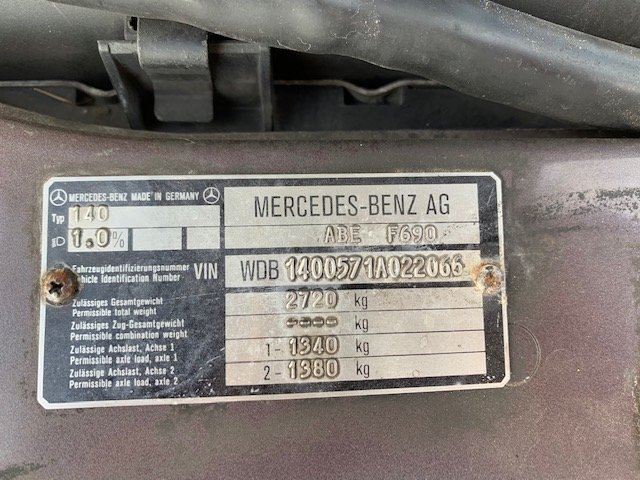 MERCEDES-BENZ MADE IN GERMANY
Typ 140
1.0%
MERCEDES-BENZ AG
ABE F690
Fahrzeugidentifizierungsnummer
Vehicle Identification Number
VIN
WDB 1400571A022066
Zulässiges Gesamtgewicht
Permissible total weight
2720 kg
Zulässiges Zug-Gesamtgewicht
Permissible combination weight
---- kg
Zulässige Achslast, Achse 1
Permissible axle load, axle 1
1- 1340 kg
Zulässige Achslast, Achse 2
Permissible axle load, axle 2
2- 1380 kg